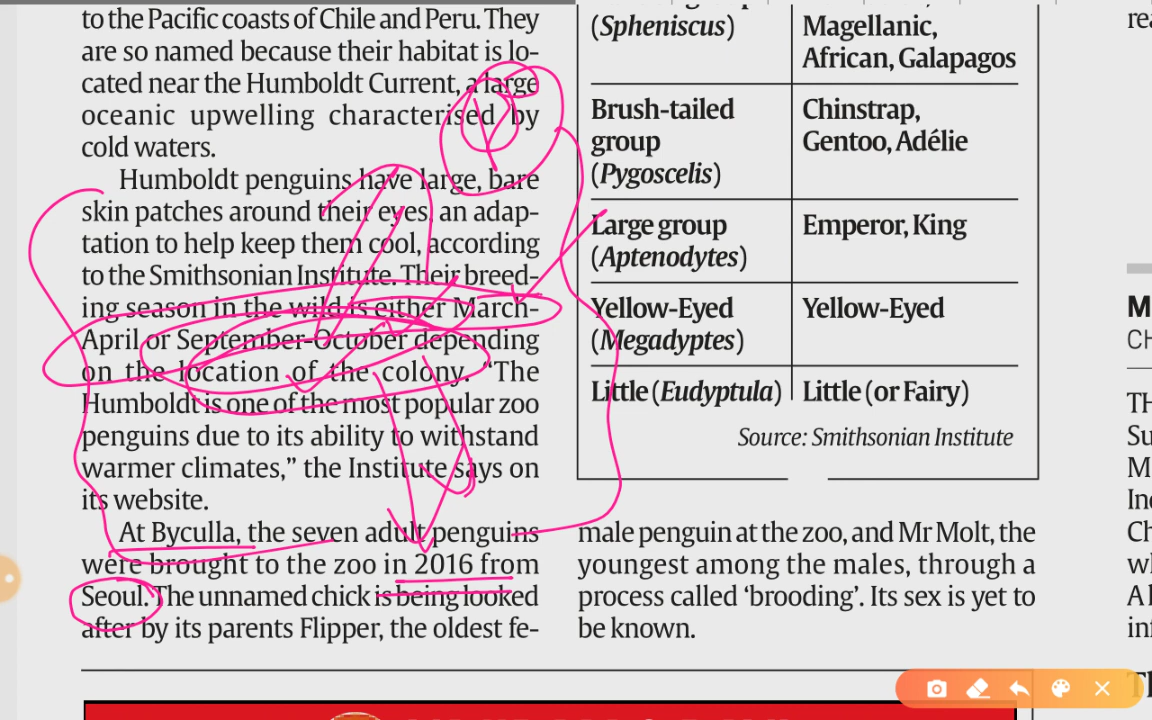 to the Pacific coasts of Chile and Peru. They
are so named because their habitat is lo-
cated near the Humboldt Current, a large
oceanic upwelling characterised by
cold waters.
Humboldt penguins have large, bare
skin patches around their eyes, an adap-
tation to help keep them cool, according
to the Smithsonian Institute. Their breed-
ing season in the wild is either March-
April or September-October depending
on the location of the colony. “The
Humboldt is one of the most popular zoo
penguins due to its ability to withstand
warmer climates,” the Institute says on
its website.
At Byculla, the seven adult penguins
were brought to the zoo in 2016 from
Seoul. The unnamed chick is being looked
after by its parents Flipper, the oldest fe-
(Spheniscus)
Magellanic,
African, Galapagos
Brush-tailed
group
(Pygoscelis)
Chinstrap,
Gentoo, Adélie
Large group
(Aptenodytes)
Emperor, King
Yellow-Eyed
(Megadyptes)
Yellow-Eyed
Little (Eudyptula)
Little (or Fairy)
Source: Smithsonian Institute
male penguin at the zoo, and Mr Molt, the
youngest among the males, through a
process called ‘brooding’. Its sex is yet to
be known.